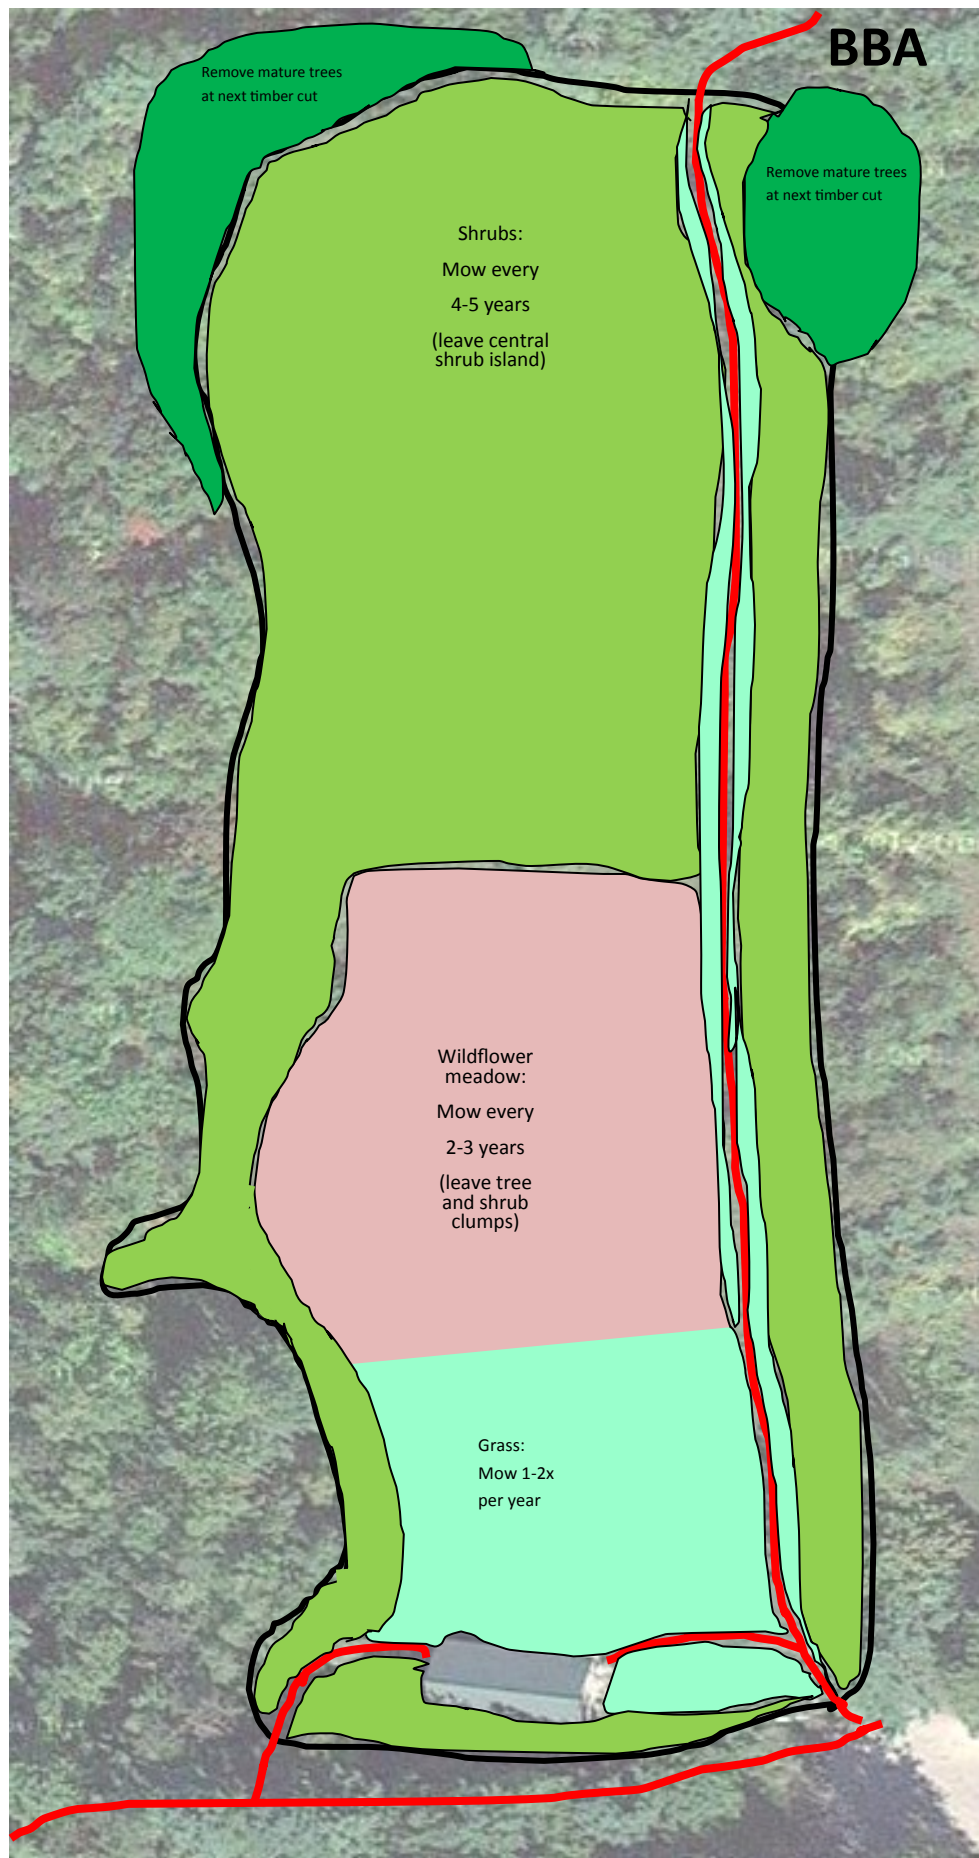 BBA
Remove mature trees
at next timber cut
Remove mature trees
at next timber cut
Shrubs:
Mow every
4-5 years
(leave central
shrub island)
Wildflower
meadow:
Mow every
2-3 years
(leave tree
and shrub
clumps)
Grass:
Mow 1-2x
per year